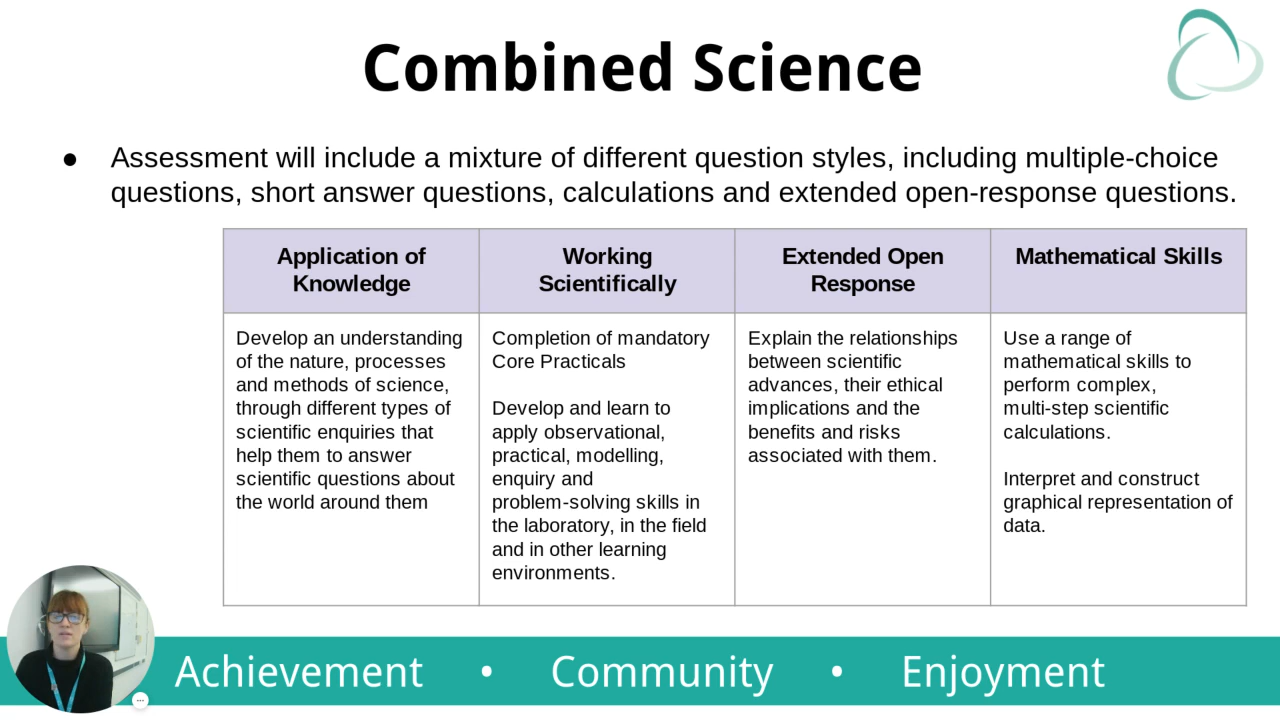 Combined Science
● Assessment will include a mixture of different question styles, including multiple-choice
questions, short answer questions, calculations and extended open-response questions.
Application of
Knowledge
Working
Scientifically
Extended Open
Response
Mathematical Skills
Develop an understanding
of the nature, processes
and methods of science,
through different types of
scientific enquiries that
help them to answer
scientific questions about
the world around them
Completion of mandatory
Core Practicals
Develop and learn to
apply observational,
practical, modelling,
enquiry and
problem-solving skills in
the laboratory, in the field
and in other learning
environments.
Explain the relationships
between scientific
advances, their ethical
implications and the
benefits and risks
associated with them.
Use a range of
mathematical skills to
perform complex,
multi-step scientific
calculations.
Interpret and construct
graphical representation of
data.
Achievement • Community • Enjoyment